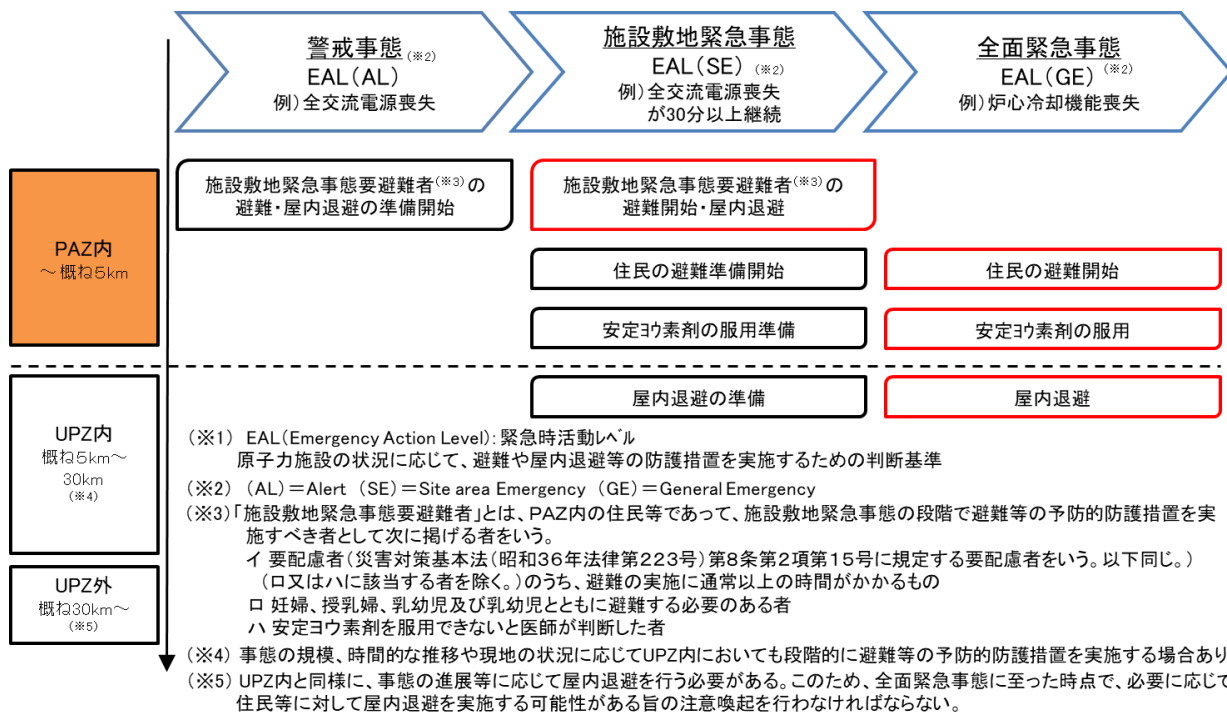 警戒事態(※2)
EAL(AL)
例)全交流電源喪失
施設敷地緊急事態
EAL(SE)(※2)
例)全交流電源喪失
が30分以上継続
全面緊急事態
EAL(GE)(※2)
例)炉心冷却機能喪失
PAZ内
～概ね5km
施設敷地緊急事態要避難者(※3)の
避難・屋内退避の準備開始
施設敷地緊急事態要避難者(※3)の
避難開始・屋内退避
住民の避難準備開始
住民の避難開始
安定ヨウ素剤の服用準備
安定ヨウ素剤の服用
UPZ内
概ね5km～
30km
(※4)
屋内退避の準備
屋内退避
UPZ外
概ね30km～
(※5)
(※1) EAL(Emergency Action Level):緊急時活動レベル
原子力施設の状況に応じて、避難や屋内退避等の防護措置を実施するための判断基準
(※2) (AL)=Alert (SE)=Site area Emergency (GE)=General Emergency
(※3)「施設敷地緊急事態要避難者」とは、PAZ内の住民等であって、施設敷地緊急事態の段階で避難等の予防的防護措置を実
施すべき者として次に掲げる者をいう。
イ 要配慮者(災害対策基本法(昭和36年法律第223号)第8条第2項第15号に規定する要配慮者をいう。以下同じ。)
(ロ又はハに該当する者を除く。)のうち、避難の実施に通常以上の時間がかかるもの
ロ 妊婦、授乳婦、乳幼児及び乳幼児とともに避難する必要のある者
ハ 安定ヨウ素剤を服用できないと医師が判断した者
(※4) 事態の規模、時間的な推移や現地の状況に応じてUPZ内においても段階的に避難等の予防的防護措置を実施する場合あり
(※5) UPZ内と同様に、事態の進展等に応じて屋内退避を行う必要がある。このため、全面緊急事態に至った時点で、必要に応じて
住民等に対して屋内退避を実施する可能性がある旨の注意喚起を行わなければならない。